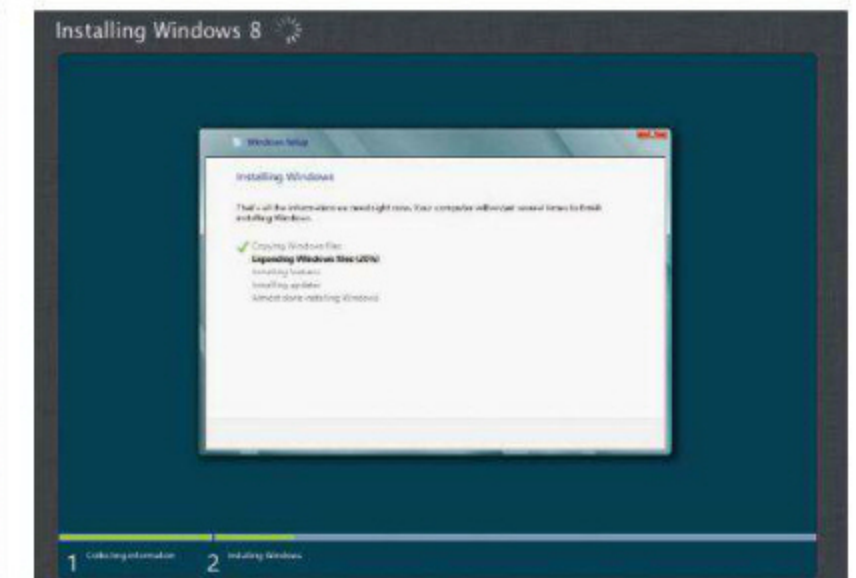 Installing Windows 8
Windows Setup
Installing Windows
That's all the information we need right now. Your computer will restart several times to finish
installing Windows.
Copying Windows files
Expanding Windows files (20%)
Installing features
Installing updates
Almost done installing Windows
1 Collecting information
2 Installing Windows